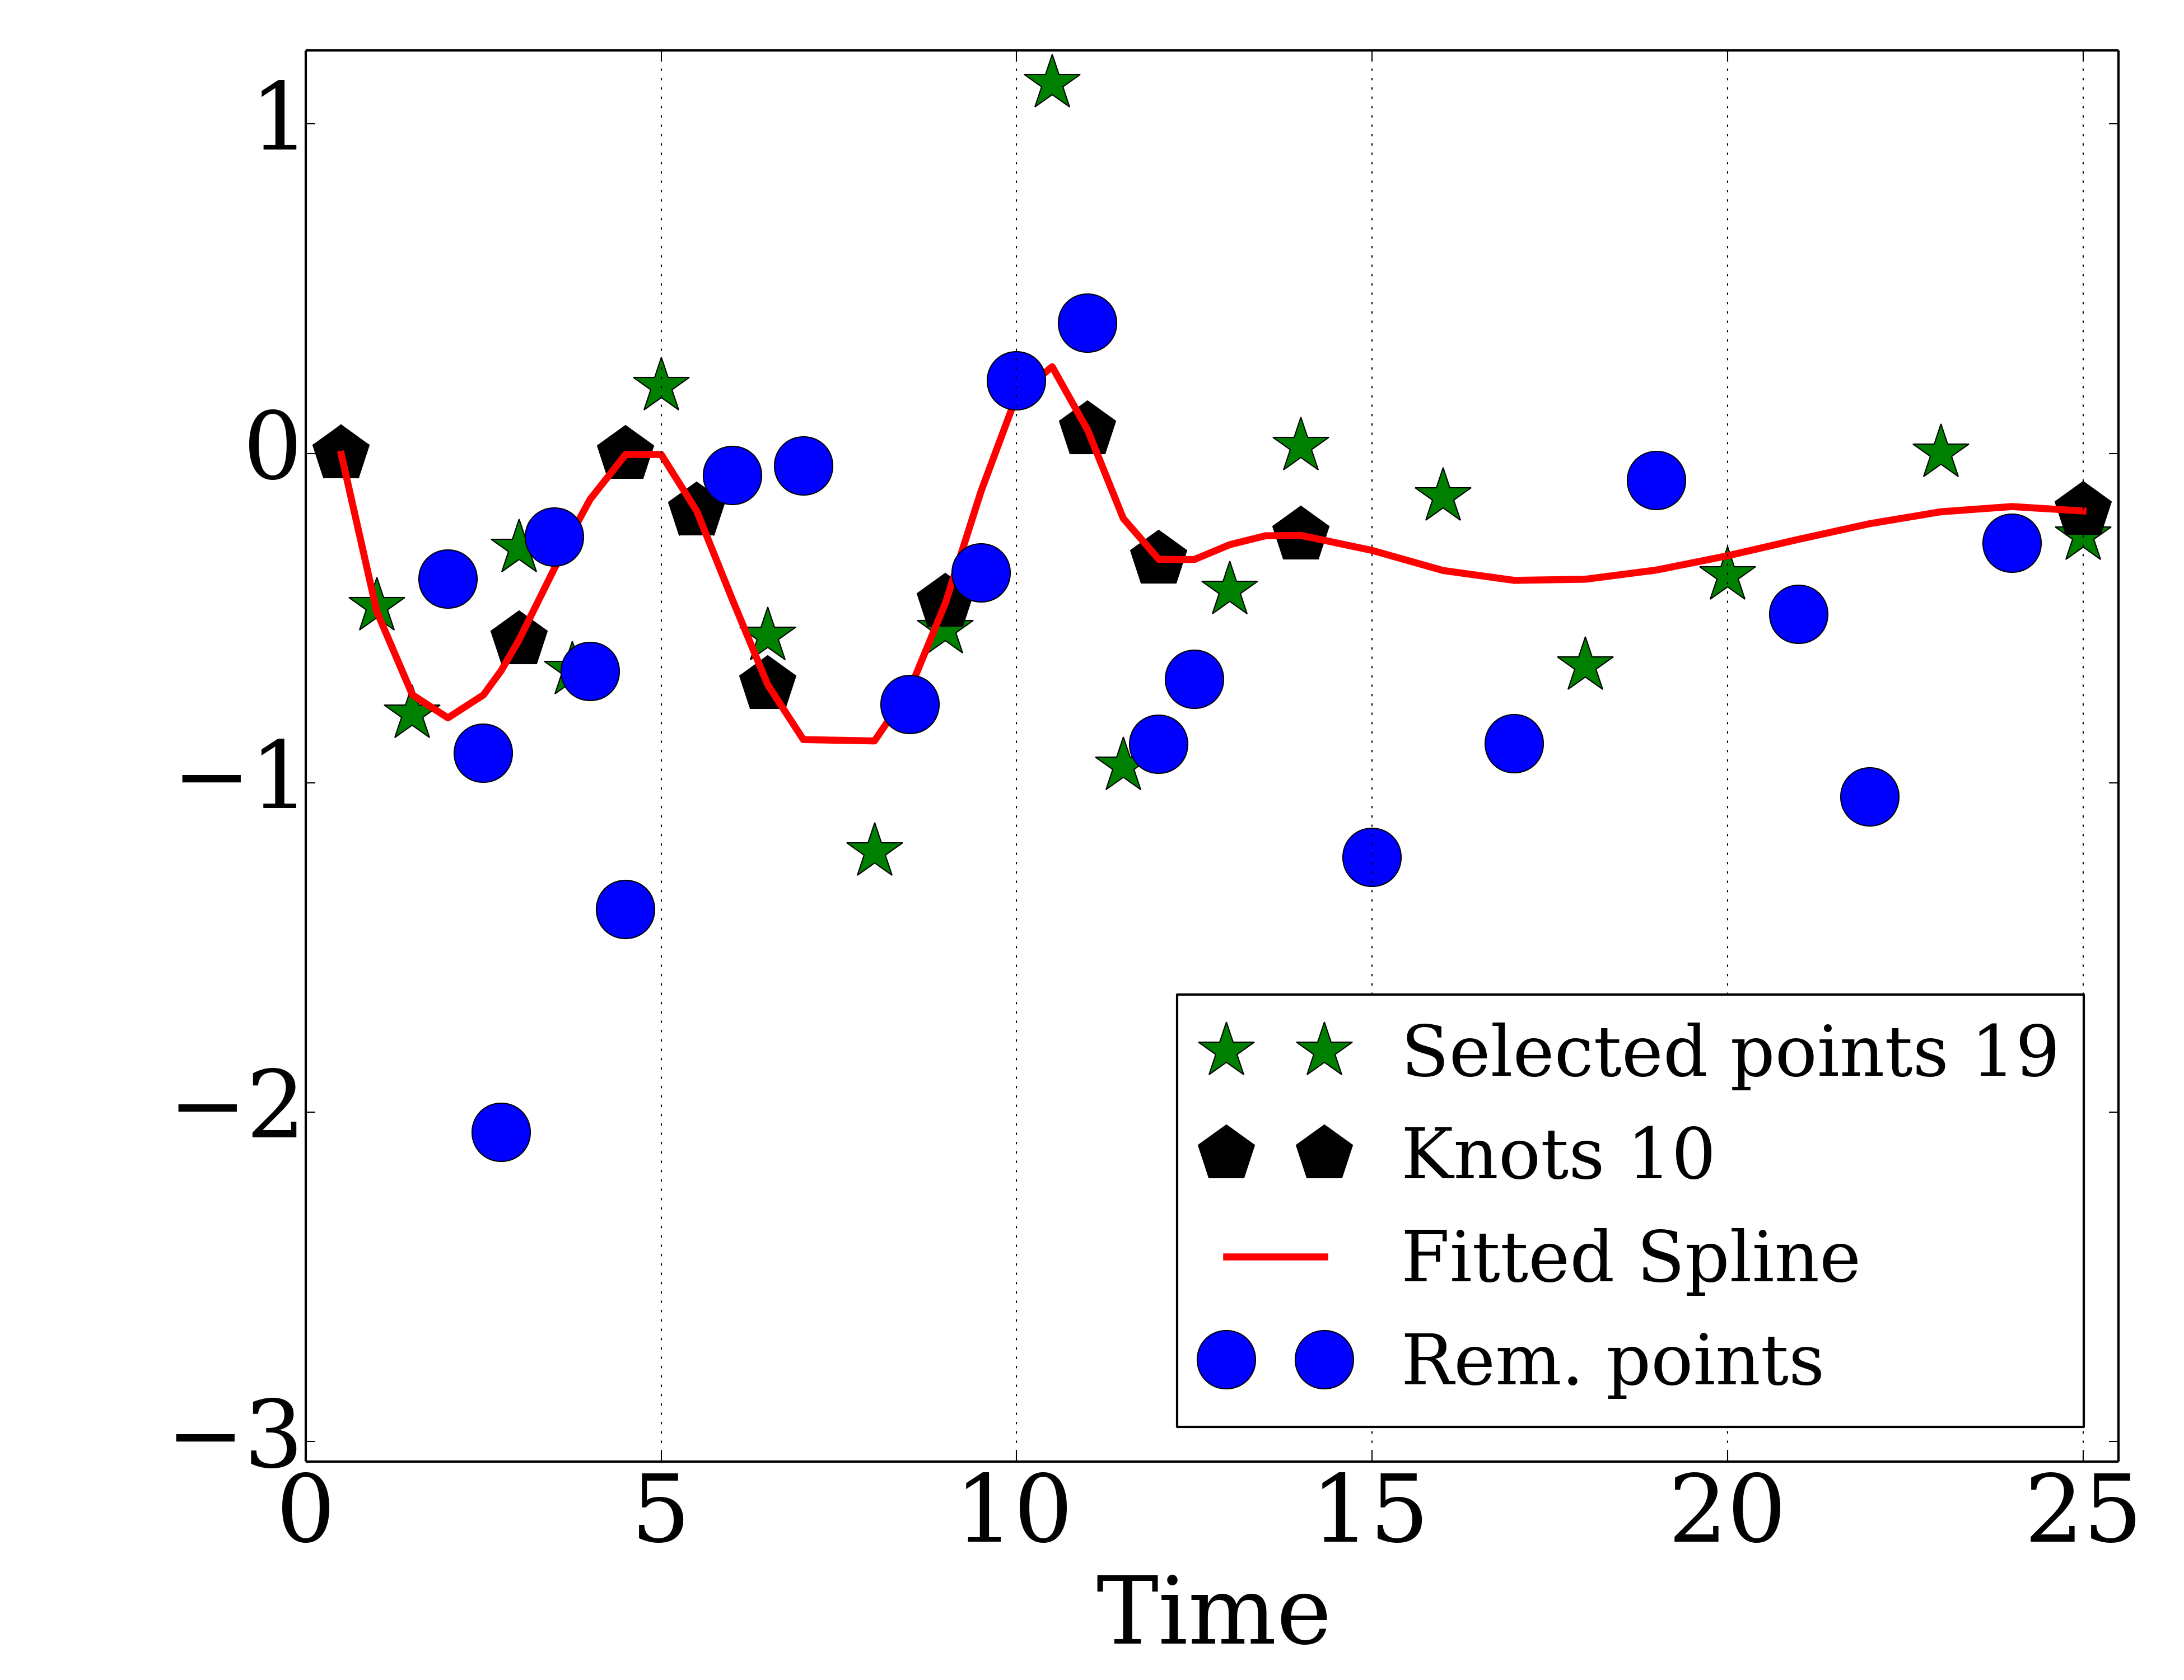 1
0
−1
−2
−3
0 5 10 15 20 25
Time
Selected points 19
Knots 10
Fitted Spline
Rem. points